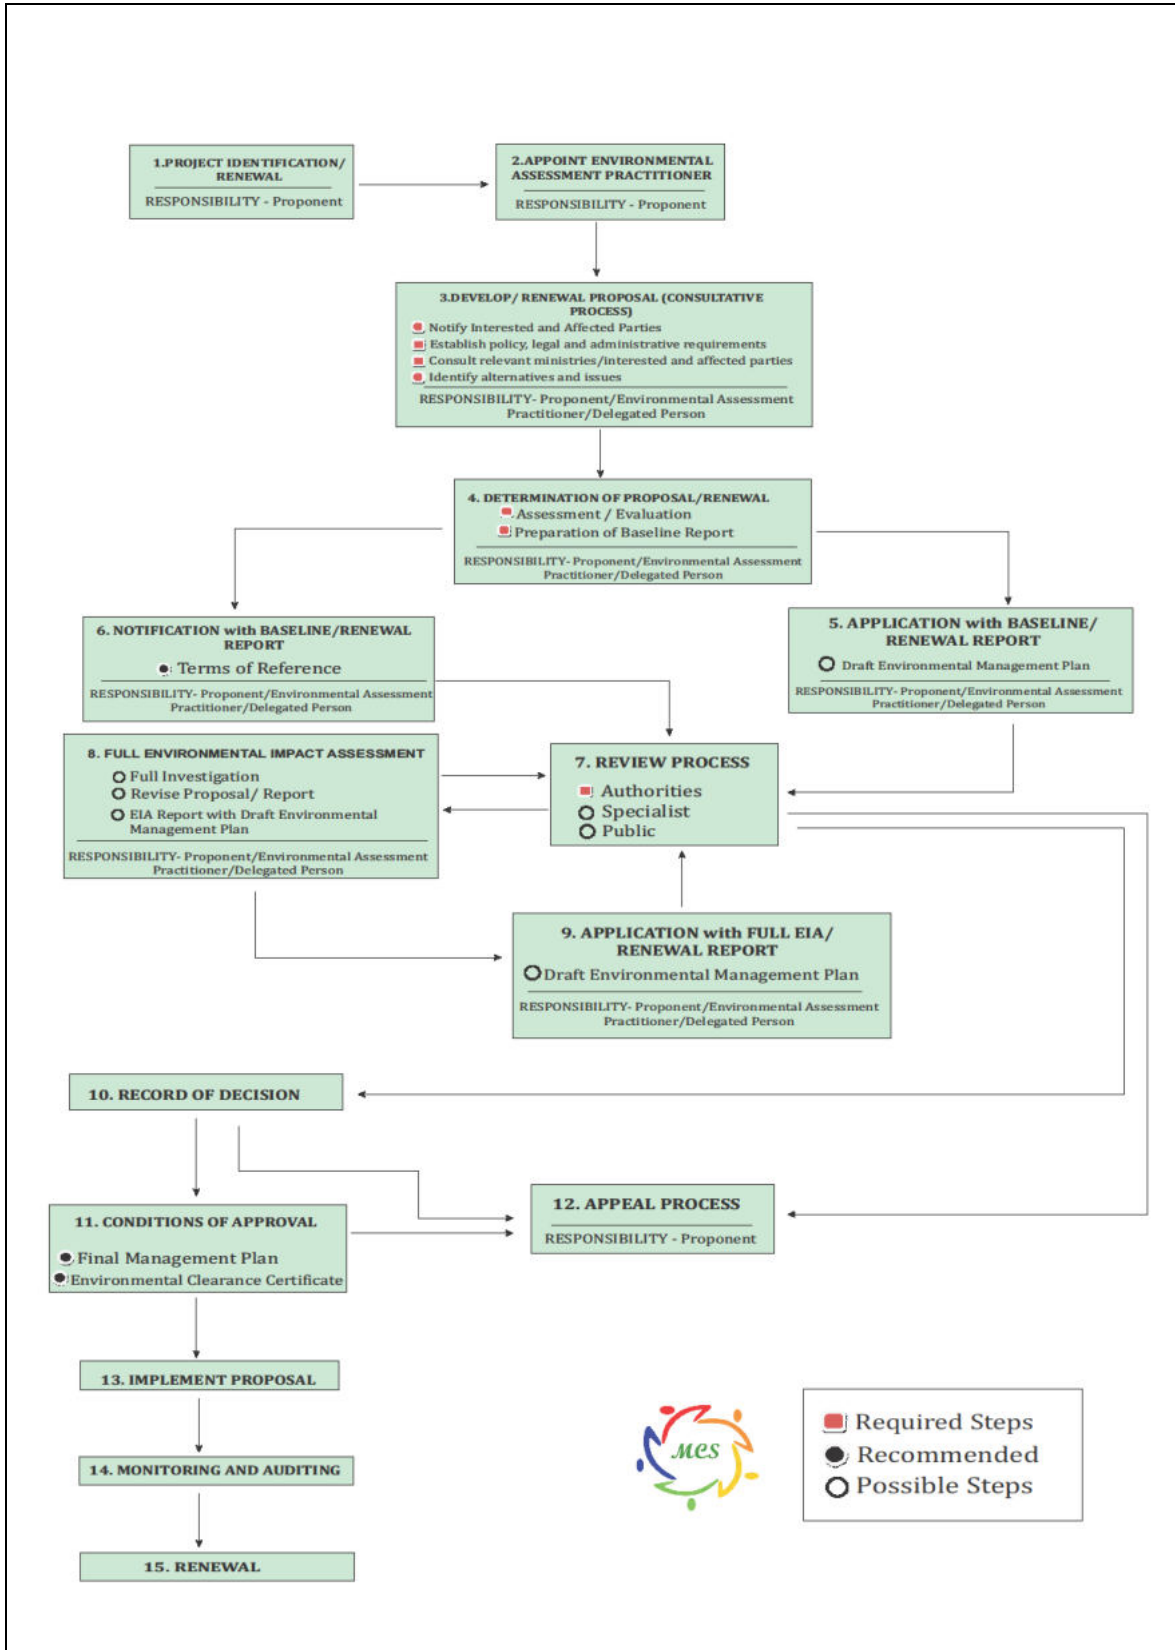 1.PROJECT IDENTIFICATION/
RENEWAL
RESPONSIBILITY - Proponent
2.APPOINT ENVIRONMENTAL
ASSESSMENT PRACTITIONER
RESPONSIBILITY - Proponent
3.DEVELOP/ RENEWAL PROPOSAL (CONSULTATIVE
PROCESS)
Notify Interested and Affected Parties
Establish policy, legal and administrative requirements
Consult relevant ministries/interested and affected parties
Identify alternatives and issues
RESPONSIBILITY- Proponent/Environmental Assessment
Practitioner/Delegated Person
4. DETERMINATION OF PROPOSAL/RENEWAL
Assessment / Evaluation
Preparation of Baseline Report
RESPONSIBILITY- Proponent/Environmental Assessment
Practitioner/Delegated Person
6. NOTIFICATION with BASELINE/RENEWAL
REPORT
Terms of Reference
RESPONSIBILITY- Proponent/Environmental Assessment
Practitioner/Delegated Person
5. APPLICATION with BASELINE/
RENEWAL REPORT
Draft Environmental Management Plan
RESPONSIBILITY- Proponent/Environmental Assessment
Practitioner/Delegated Person
8. FULL ENVIRONMENTAL IMPACT ASSESSMENT
Full Investigation
Revise Proposal/ Report
EIA Report with Draft Environmental
Management Plan
RESPONSIBILITY- Proponent/Environmental Assessment
Practitioner/Delegated Person
7. REVIEW PROCESS
Authorities
Specialist
Public
9. APPLICATION with FULL EIA/
RENEWAL REPORT
Draft Environmental Management Plan
RESPONSIBILITY- Proponent/Environmental Assessment
Practitioner/Delegated Person
10. RECORD OF DECISION
11. CONDITIONS OF APPROVAL
Final Management Plan
Environmental Clearance Certificate
12. APPEAL PROCESS
RESPONSIBILITY - Proponent
13. IMPLEMENT PROPOSAL
14. MONITORING AND AUDITING
15. RENEWAL
MCS
Required Steps
Recommended
Possible Steps